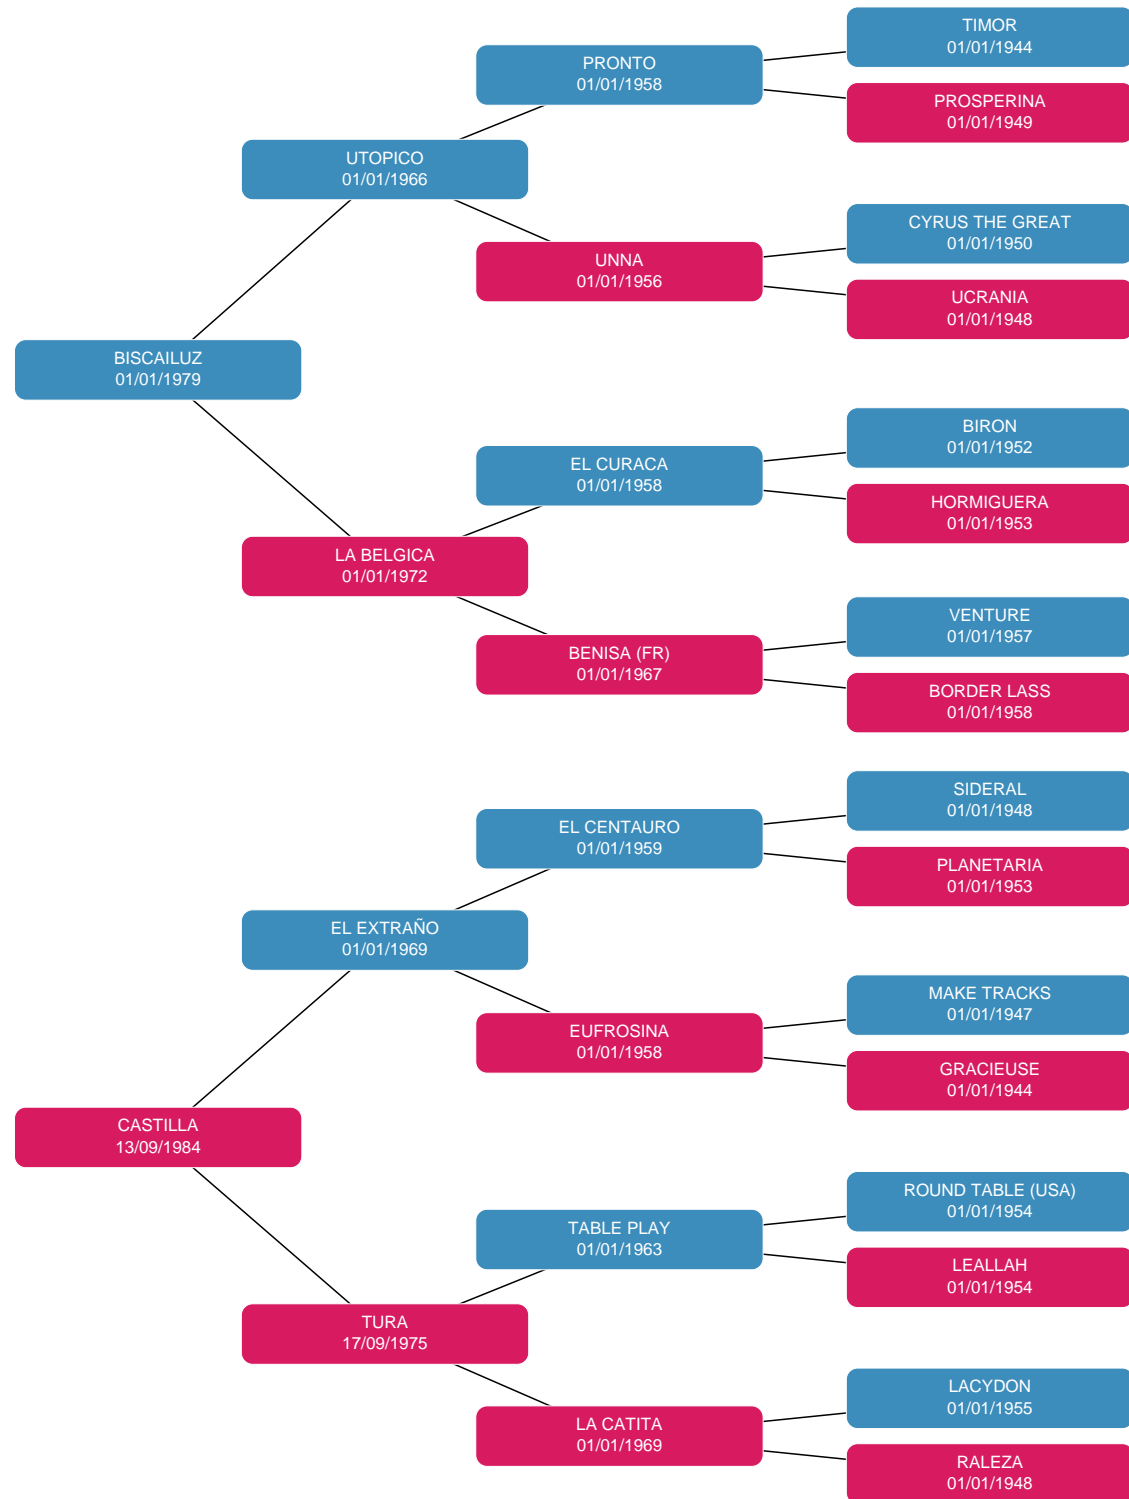 TIMOR
01/01/1944
PRONTO
01/01/1958
PROSPERINA
01/01/1949
UTOPICO
01/01/1966
CYRUS THE GREAT
01/01/1950
UNNA
01/01/1956
UCRANIA
01/01/1948
BISCAILUZ
01/01/1979
BIRON
01/01/1952
EL CURACA
01/01/1958
HORMIGUERA
01/01/1953
LA BELGICA
01/01/1972
VENTURE
01/01/1957
BENISA (FR)
01/01/1967
BORDER LASS
01/01/1958
SIDERAL
01/01/1948
EL CENTAURO
01/01/1959
PLANETARIA
01/01/1953
EL EXTRAÑO
01/01/1969
MAKE TRACKS
01/01/1947
EUFROSINA
01/01/1958
GRACIEUSE
01/01/1944
CASTILLA
13/09/1984
ROUND TABLE (USA)
01/01/1954
TABLE PLAY
01/01/1963
LEALLAH
01/01/1954
TURA
17/09/1975
LACYDON
01/01/1955
LA CATITA
01/01/1969
RALEZA
01/01/1948